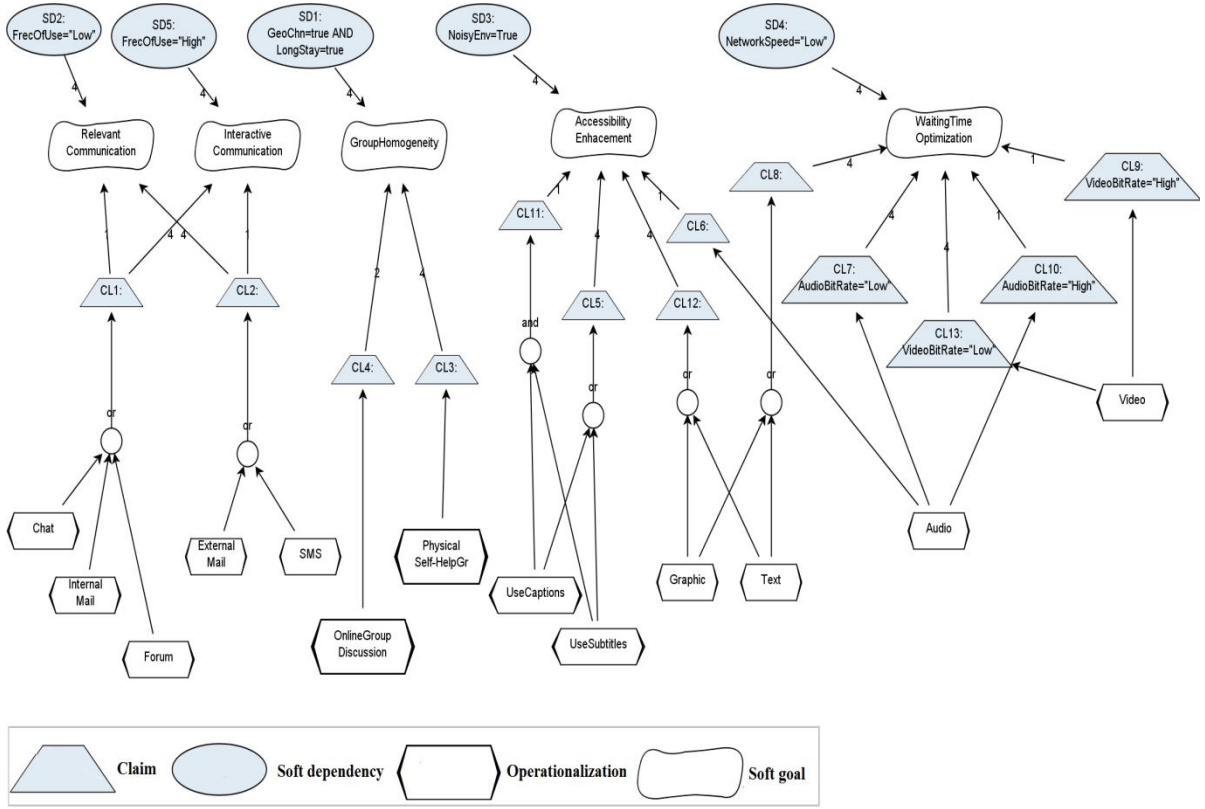 SD2:
FrecOfUse="Low"
SD5:
FrecOfUse="High"
SD1:
GeoChn=true AND
LongStay=true
SD3:
NoisyEnv=True
SD4:
NetworkSpeed="Low"
4
4
4
4
4
Relevant
Communication
Interactive
Communication
GroupHomogeneity
Accessibility
Enhacement
WaitingTime
Optimization
CL8:
4
1
CL9:
VideoBitRate="High"
CL11:
1
1
CL6:
1
4
4
1
2
4
4
4
4
4
1
CL1:
CL2:
CL5:
CL12:
CL7:
AudioBitRate="Low"
CL10:
AudioBitRate="High"
CL13:
VideoBitRate="Low"
and
CL4:
CL3:
or
or
or
or
or
Video
Chat
External
Mail
SMS
Physical
Self-HelpGr
Audio
Internal
Mail
UseCaptions
Graphic
Text
Forum
OnlineGroup
Discussion
UseSubtitles
Claim
Soft dependency
Operationalization
Soft goal